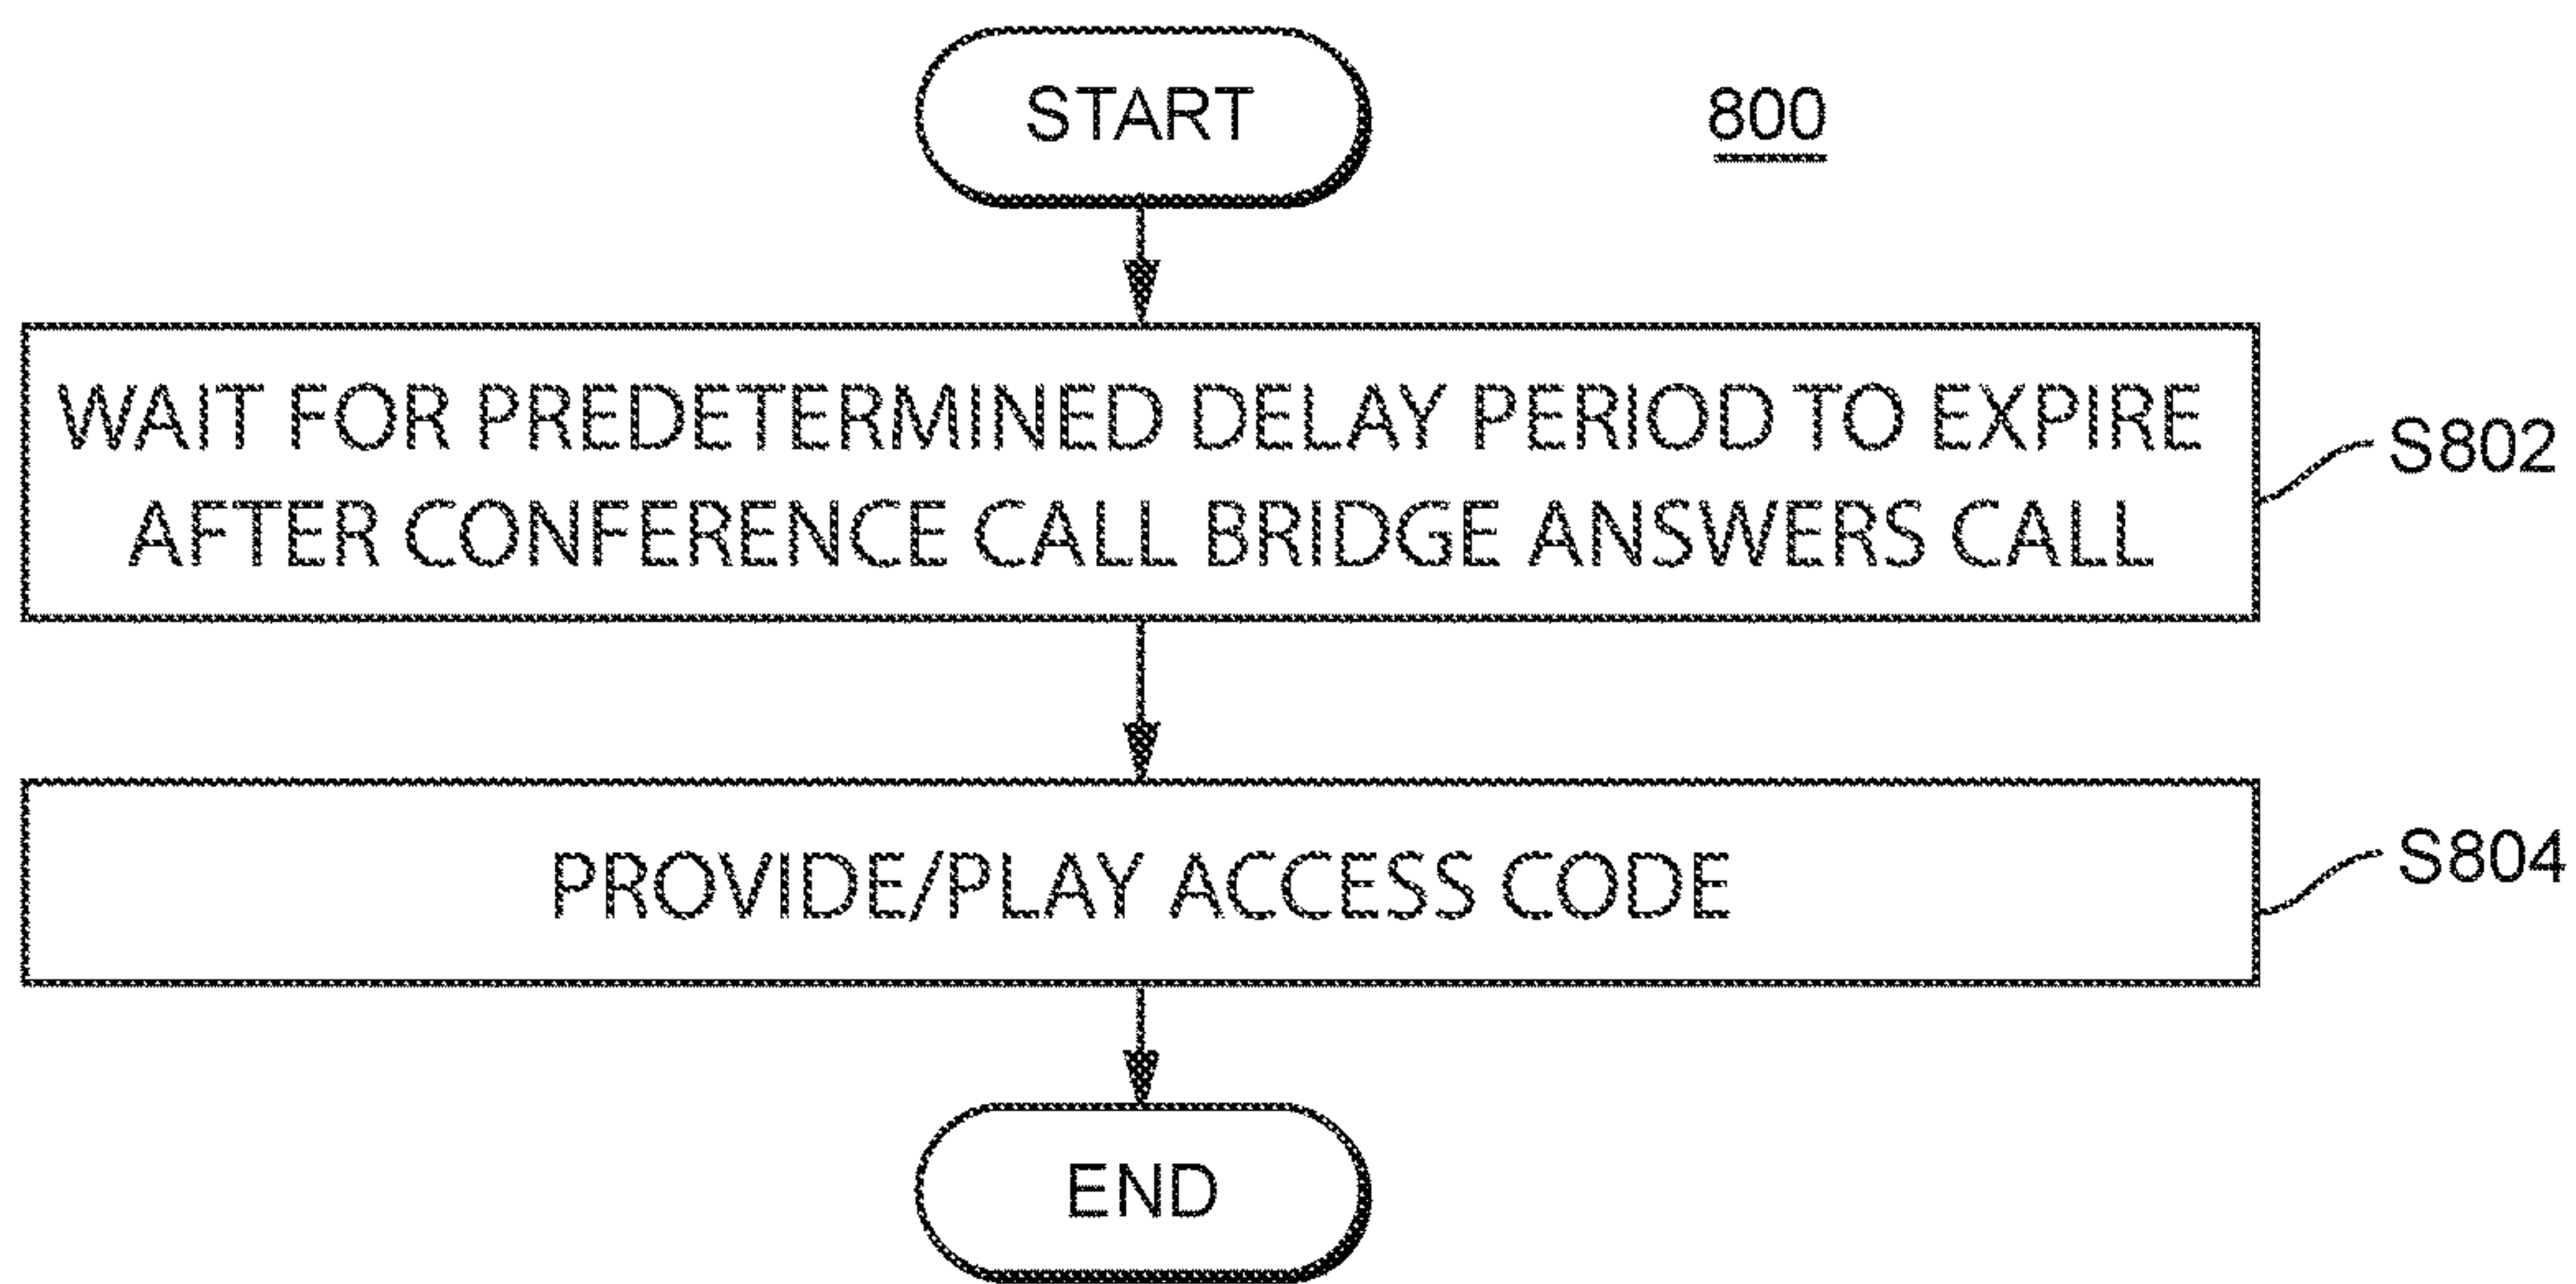 START
800
WAIT FOR PREDETERMINED DELAY PERIOD TO EXPIRE
AFTER CONFERENCE CALL BRIDGE ANSWERS CALL
S802
PROVIDE/PLAY ACCESS CODE
S804
END